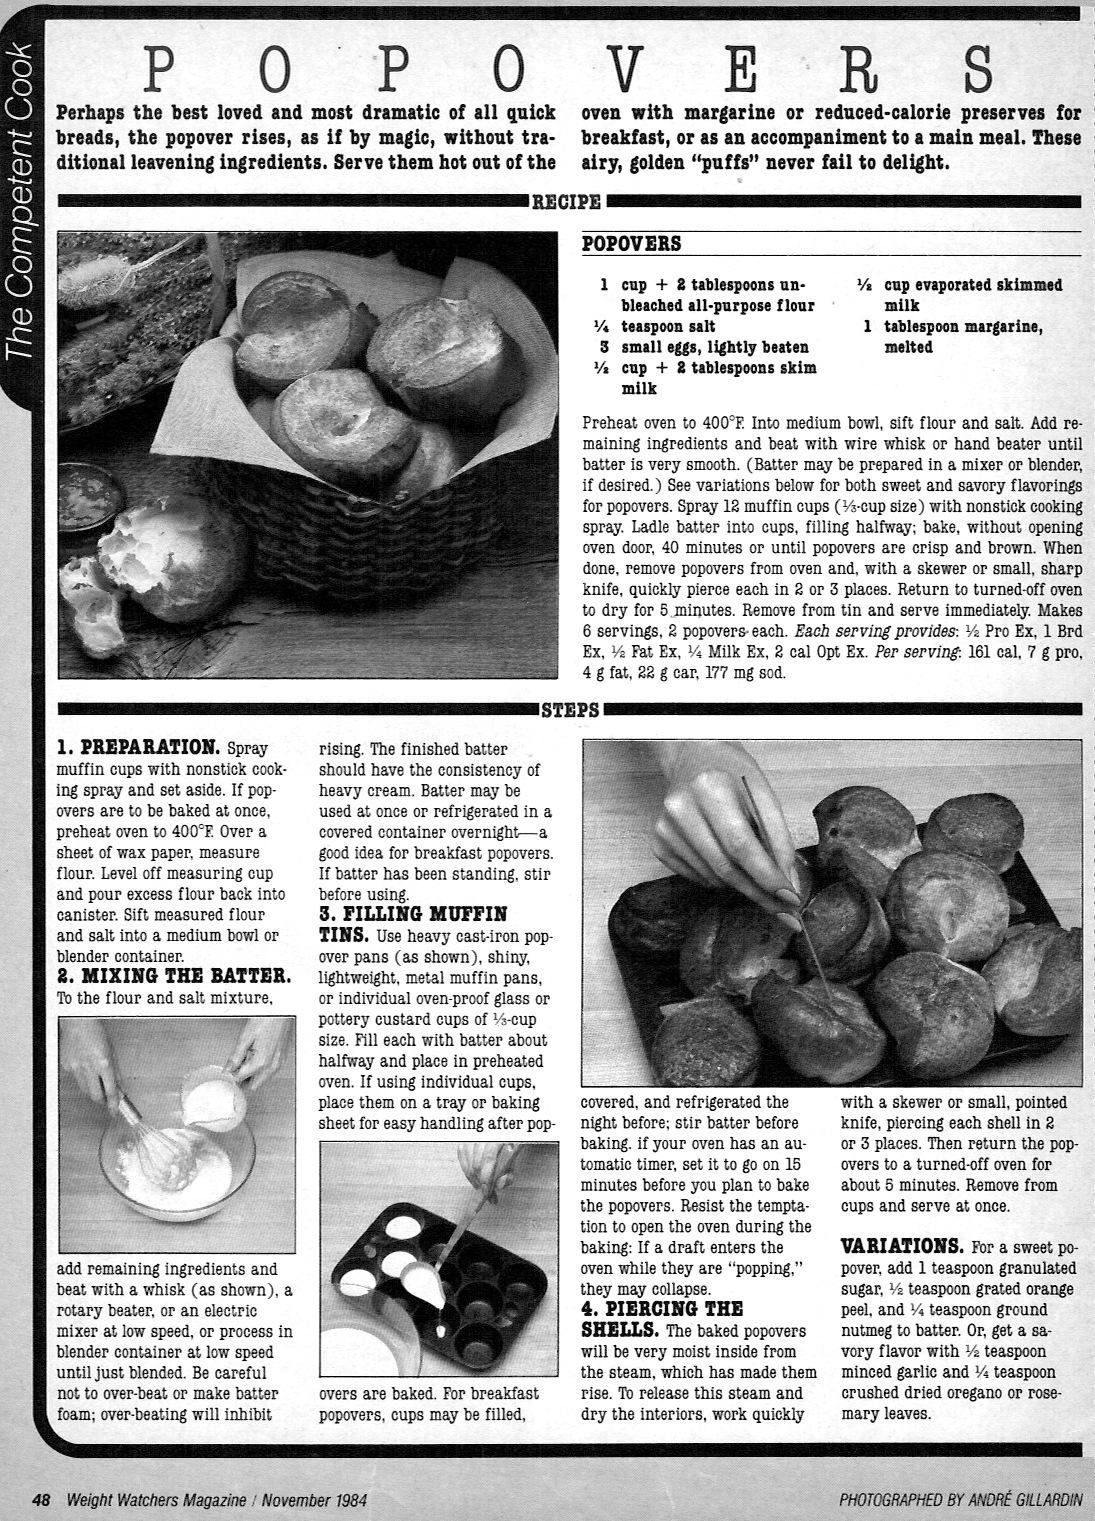 The Competent Cook
POPOVERS
Perhaps the best loved and most dramatic of all quick
breads, the popover rises, as if by magic, without tra-
ditional leavening ingredients. Serve them hot out of the
oven with margarine or reduced-calorie preserves for
breakfast, or as an accompaniment to a main meal. These
airy, golden “puffs” never fail to delight.
RECIPE
POPOVERS
1 cup + 2 tablespoons un-
bleached all-purpose flour
¼ teaspoon salt
3 small eggs, lightly beaten
½ cup + 2 tablespoons skim
milk
½ cup evaporated skimmed
milk
1 tablespoon margarine,
melted
Preheat oven to 400°F. Into medium bowl, sift flour and salt. Add re-
maining ingredients and beat with wire whisk or hand beater until
batter is very smooth. (Batter may be prepared in a mixer or blender,
if desired.) See variations below for both sweet and savory flavorings
for popovers. Spray 12 muffin cups (⅓-cup size) with nonstick cooking
spray. Ladle batter into cups, filling halfway; bake, without opening
oven door, 40 minutes or until popovers are crisp and brown. When
done, remove popovers from oven and, with a skewer or small, sharp
knife, quickly pierce each in 2 or 3 places. Return to turned-off oven
to dry for 5 minutes. Remove from tin and serve immediately. Makes
6 servings, 2 popovers each. Each serving provides: ½ Pro Ex, 1 Brd
Ex, ½ Fat Ex, ¼ Milk Ex, 2 cal Opt Ex. Per serving: 161 cal, 7 g pro,
4 g fat, 22 g car, 177 mg sod.
STEPS
1. PREPARATION. Spray
muffin cups with nonstick cook-
ing spray and set aside. If pop-
overs are to be baked at once,
preheat oven to 400°F. Over a
sheet of wax paper, measure
flour. Level off measuring cup
and pour excess flour back into
canister. Sift measured flour
and salt into a medium bowl or
blender container.
2. MIXING THE BATTER.
To the flour and salt mixture,
add remaining ingredients and
beat with a whisk (as shown), a
rotary beater, or an electric
mixer at low speed, or process in
blender container at low speed
until just blended. Be careful
not to over-beat or make batter
foam; over-beating will inhibit
rising. The finished batter
should have the consistency of
heavy cream. Batter may be
used at once or refrigerated in a
covered container overnight—a
good idea for breakfast popovers.
If batter has been standing, stir
before using.
3. FILLING MUFFIN
TINS. Use heavy cast-iron pop-
over pans (as shown), shiny,
lightweight, metal muffin pans,
or individual oven-proof glass or
pottery custard cups of ⅓-cup
size. Fill each with batter about
halfway and place in preheated
oven. If using individual cups,
place them on a tray or baking
sheet for easy handling after pop-
overs are baked. For breakfast
popovers, cups may be filled,
covered, and refrigerated the
night before; stir batter before
baking. if your oven has an au-
tomatic timer, set it to go on 15
minutes before you plan to bake
the popovers. Resist the tempta-
tion to open the oven during the
baking: If a draft enters the
oven while they are “popping,”
they may collapse.
4. PIERCING THE
SHELLS. The baked popovers
will be very moist inside from
the steam, which has made them
rise. To release this steam and
dry the interiors, work quickly
with a skewer or small, pointed
knife, piercing each shell in 2
or 3 places. Then return the pop-
overs to a turned-off oven for
about 5 minutes. Remove from
cups and serve at once.
VARIATIONS. For a sweet po-
pover, add 1 teaspoon granulated
sugar, ½ teaspoon grated orange
peel, and ¼ teaspoon ground
nutmeg to batter. Or, get a sa-
vory flavor with ½ teaspoon
minced garlic and ¼ teaspoon
crushed dried oregano or rose-
mary leaves.
48 Weight Watchers Magazine / November 1984
PHOTOGRAPHED BY ANDRÉ GILLARDIN